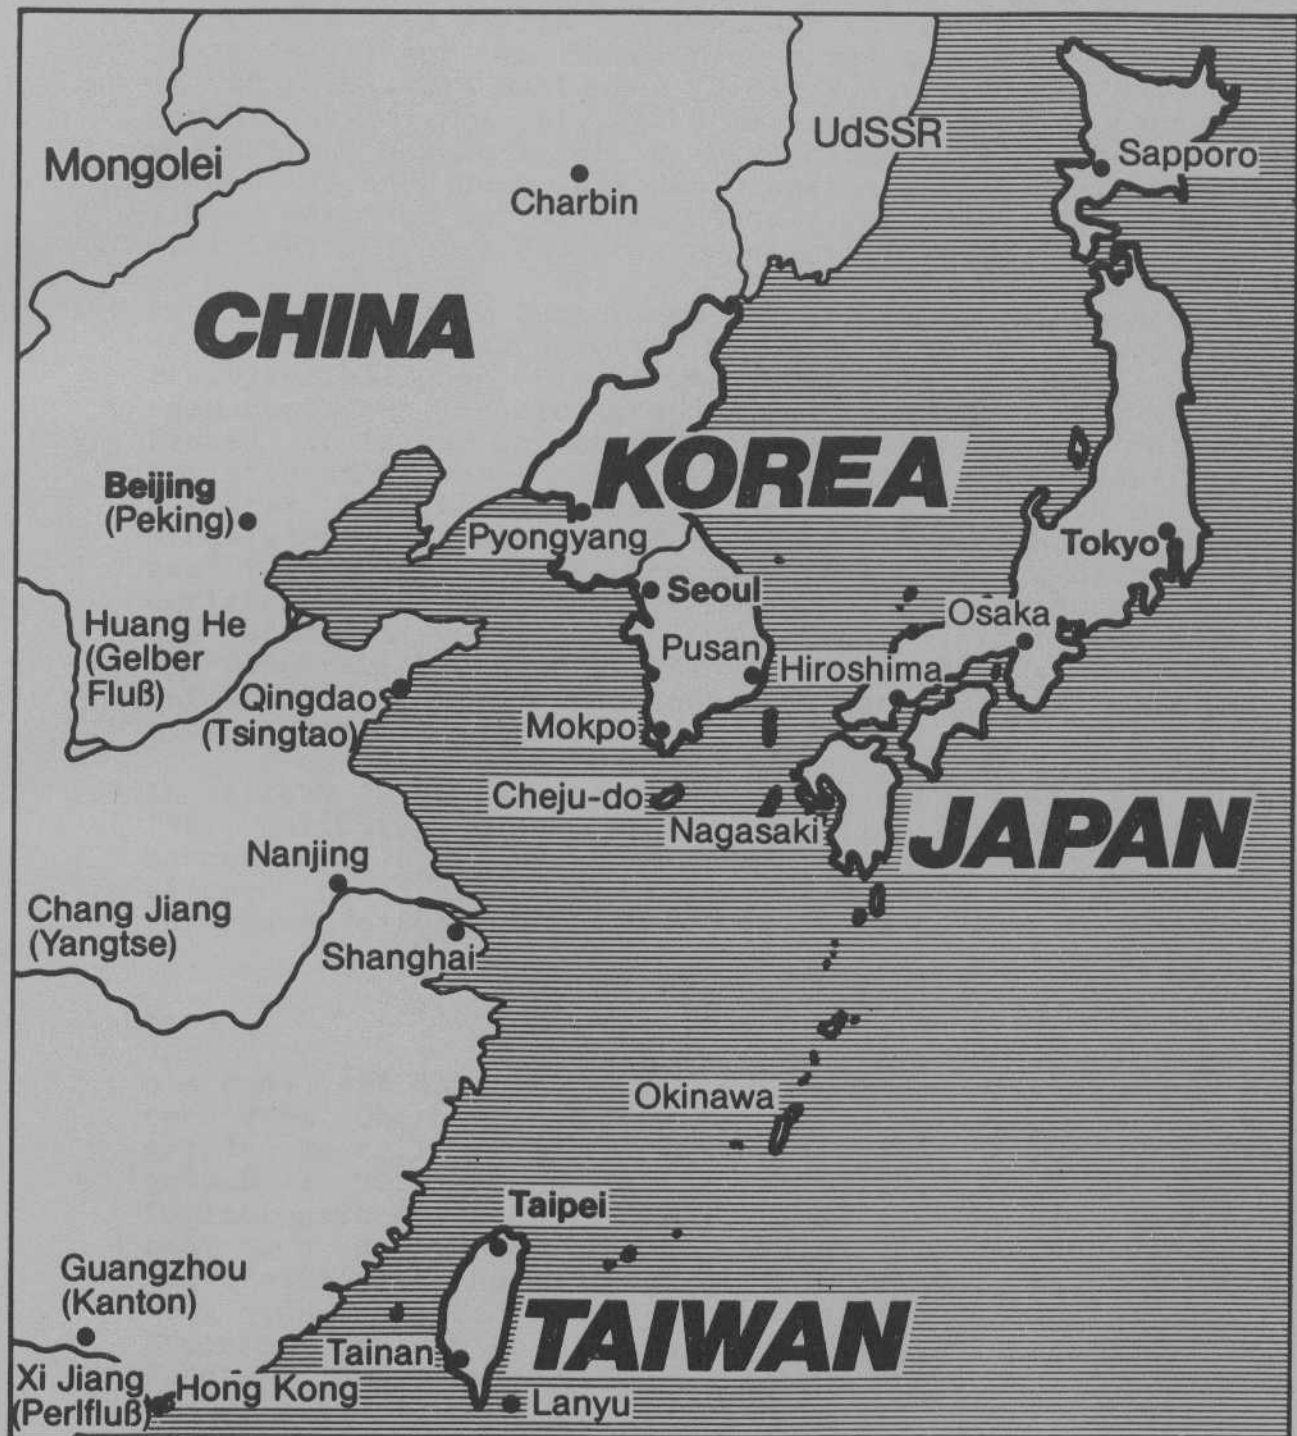 UdSSR
Mongolei
Sapporo
Charbin
CHINA
KOREA
Beijing
(Peking)
Pyongyang
Tokyo
Seoul
Huang He
(Gelber
Fluß)
Osaka
Pusan
Hiroshima
Qingdao
(Tsingtao)
Mokpo
Cheju-do
Nagasaki
JAPAN
Nanjing
Chang Jiang
(Yangtse)
Shanghai
Okinawa
Taipei
Guangzhou
(Kanton)
TAIWAN
Tainan
Xi Jiang
(Perlfluß)
Hong Kong
Lanyu